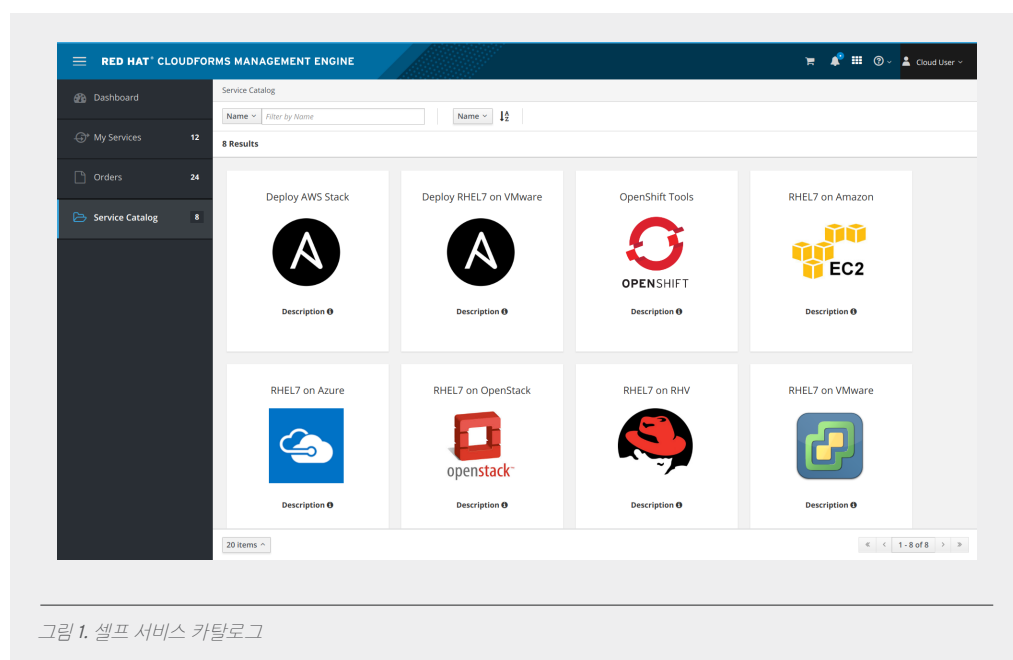 RED HAT® CLOUDFORMS MANAGEMENT ENGINE
Cloud User
Dashboard
My Services 12
Orders 24
Service Catalog 8
Service Catalog
Name Filter by Name Name
8 Results
Deploy AWS Stack Deploy RHEL7 on VMware OpenShift Tools RHEL7 on Amazon
OPENSHIFT EC2
Description Description Description Description
RHEL7 on Azure RHEL7 on OpenStack RHEL7 on RHV RHEL7 on VMware
openstack™
Description Description Description Description
20 items 1 - 8 of 8
그림 1. 셀프 서비스 카탈로그